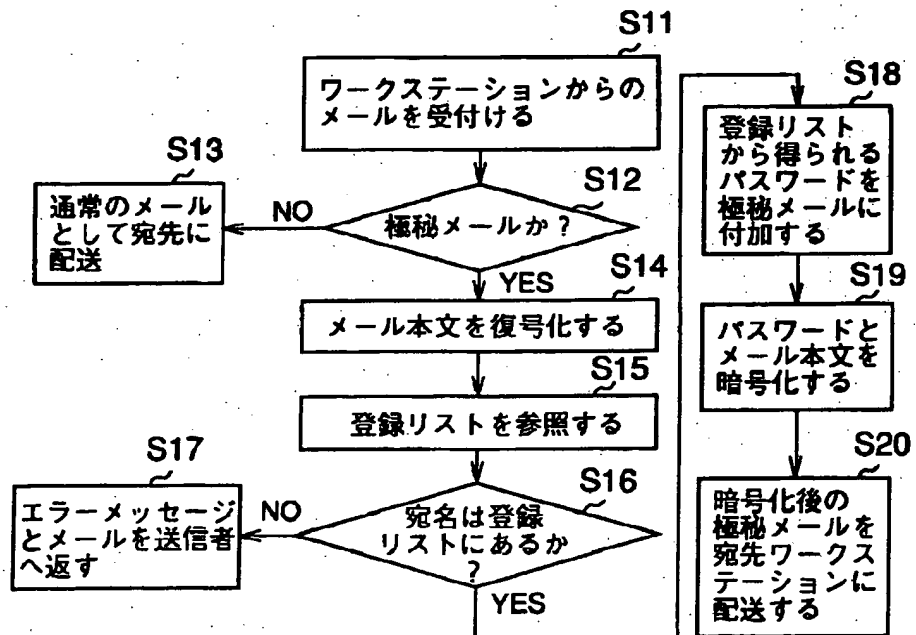 S11
ワークステーションからの
メールを受付ける
S12
極秘メールか?
NO
S13
通常のメール
として宛先に
配送
YES
S14
メール本文を復号化する
S15
登録リストを参照する
S16
宛名は登録
リストにあるか
?
NO
S17
エラーメッセージ
とメールを送信者
へ返す
YES
S18
登録リスト
から得られる
パスワードを
極秘メールに
付加する
S19
パスワードと
メール本文を
暗号化する
S20
暗号化後の
極秘メールを
宛先ワークス
テーションに
配送する